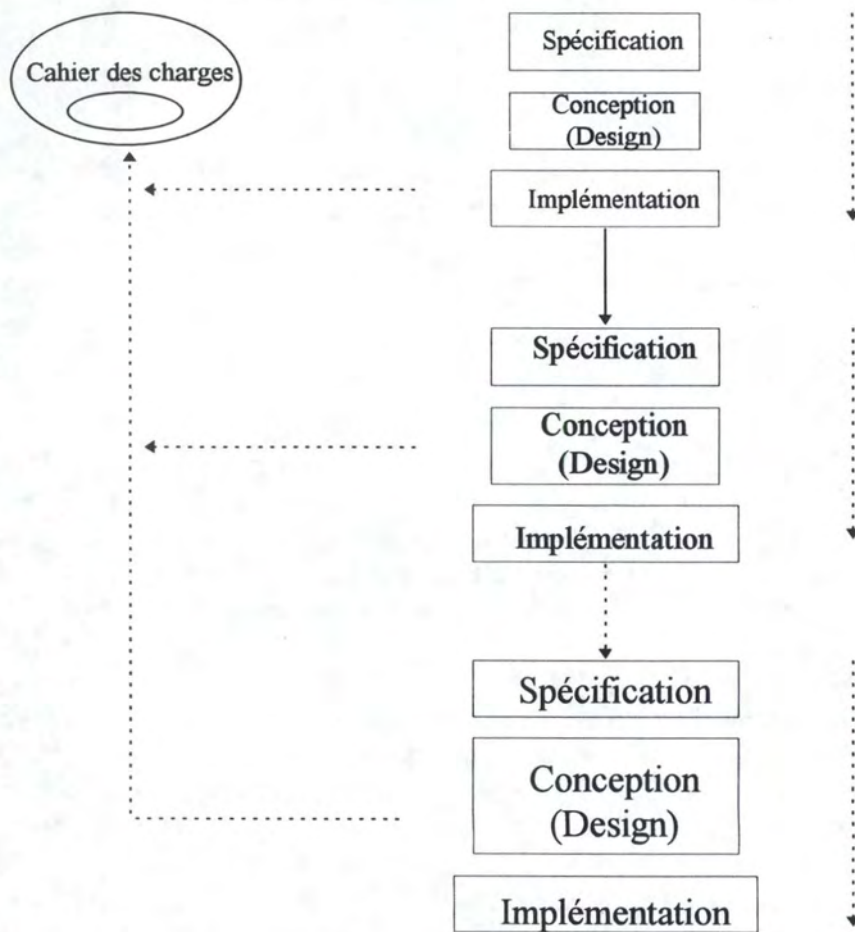 Cahier des charges
Spécification
Conception
(Design)
Implémentation
Spécification
Conception
(Design)
Implémentation
Spécification
Conception
(Design)
Implémentation